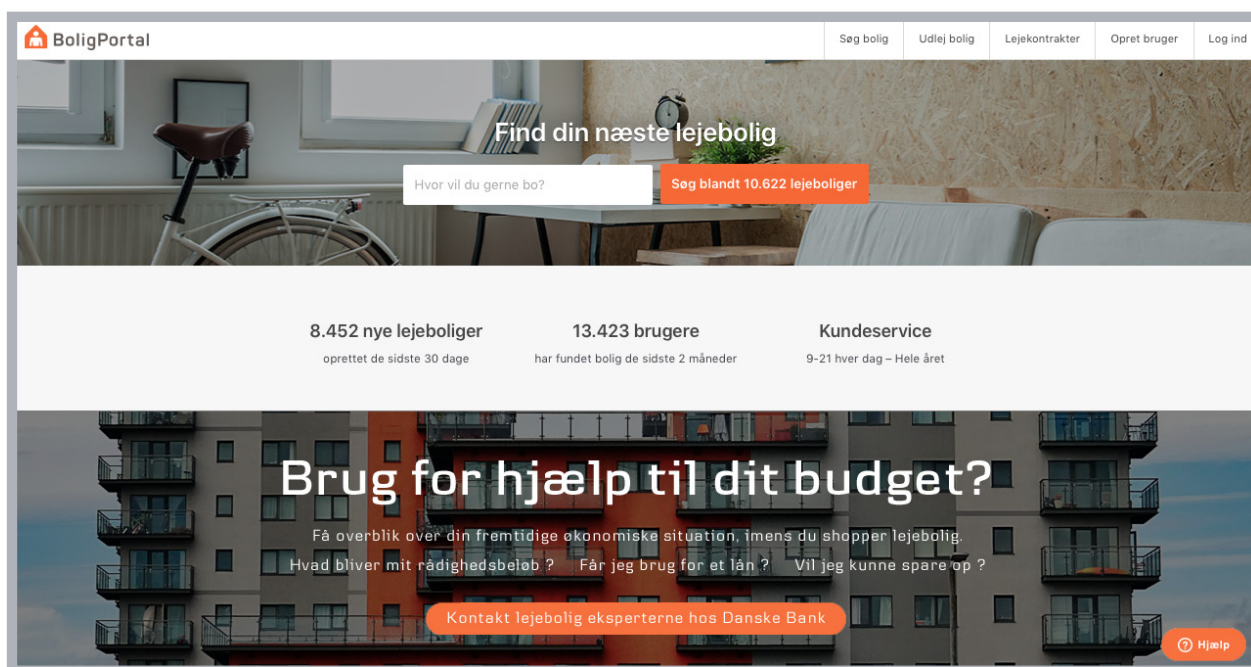 BoligPortal
Søg bolig
Udlej bolig
Lejekontrakter
Opret bruger
Log ind
Find din næste lejebolig
Hvor vil du gerne bo?
Søg blandt 10.622 lejeboliger
8.452 nye lejeboliger
oprettet de sidste 30 dage
13.423 brugere
har fundet bolig de sidste 2 måneder
Kundeservice
9-21 hver dag – Hele året
Brug for hjælp til dit budget?
Få overblik over din fremtidige økonomiske situation, imens du shopper lejebolig.
Hvad bliver mit rådighedsbeløb ? Får jeg brug for et lån ? Vil jeg kunne spare op ?
Kontakt lejebolig eksperterne hos Danske Bank
Hjælp